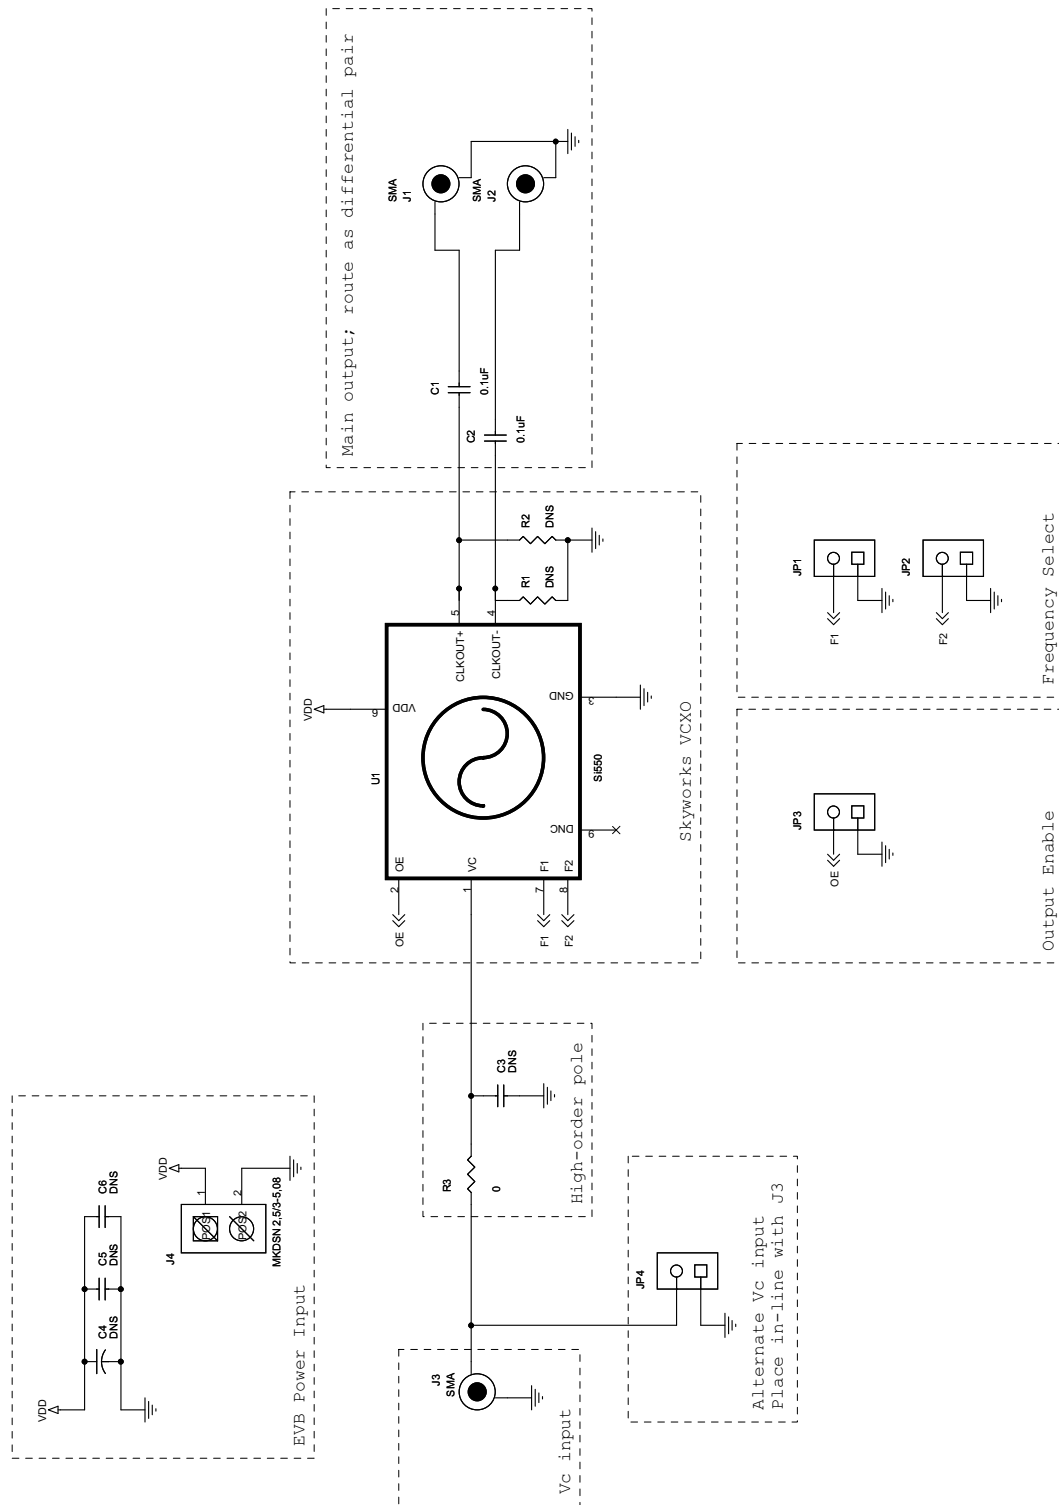 EVB Power Input
VDD
C4
DNS
C5
DNS
C6
DNS
J4
VDD
1
2
POS1
POS2
MKDSN 2,5/3-5,08
Vc input
J3
SMA
Alternate Vc input
Place in-line with J3
JP4
High-order pole
R3
0
C3
DNS
Skyworks VCXO
U1
Si550
VDD
6
OE
2
OE
VC
1
F1
7
F1
F2
8
F2
DNC
9
GND
3
CLKOUT+
5
CLKOUT-
4
R1
DNS
R2
DNS
Main output; route as differential pair
C1
0.1uF
C2
0.1uF
SMA
J1
SMA
J2
Output Enable
JP3
OE
Frequency Select
JP1
F1
JP2
F2